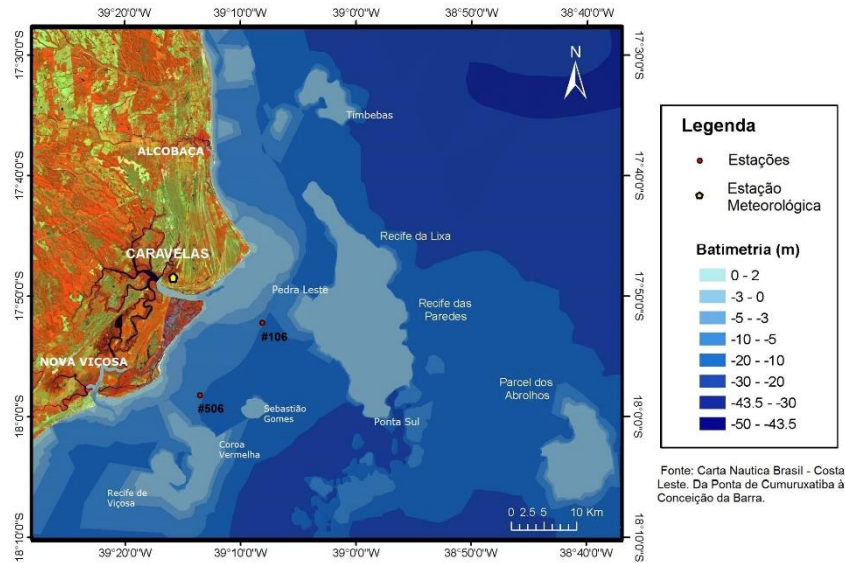 39°20'0"W 39°10'0"W 39°0'0"W 38°50'0"W 38°40'0"W
17°30'0"S
17°40'0"S
17°50'0"S
18°0'0"S
18°10'0"S
N
Timbebas
ALCOBAÇA
Recife da Lixa
CARAVELAS
Pedra Leste
Recife das
Paredes
#106
NOVA VIÇOSA
Parcel dos
Abrolhos
#506
Sebastião
Gomes
Ponta Sul
Coroa
Vermelha
Recife de
Viçosa
0 2.5 5 10 Km
17°30'0"S
17°40'0"S
17°50'0"S
18°0'0"S
18°10'0"S
39°20'0"W 39°10'0"W 39°0'0"W 38°50'0"W 38°40'0"W
Legenda
Estações
Estação
Meteorológica
Batimetria (m)
0 - 2
-3 - 0
-5 - -3
-10 - -5
-20 - -10
-30 - -20
-43.5 - -30
-50 - -43.5
Fonte: Carta Nautica Brasil - Costa
Leste. Da Ponta de Cumuruxatiba à
Conceição da Barra.